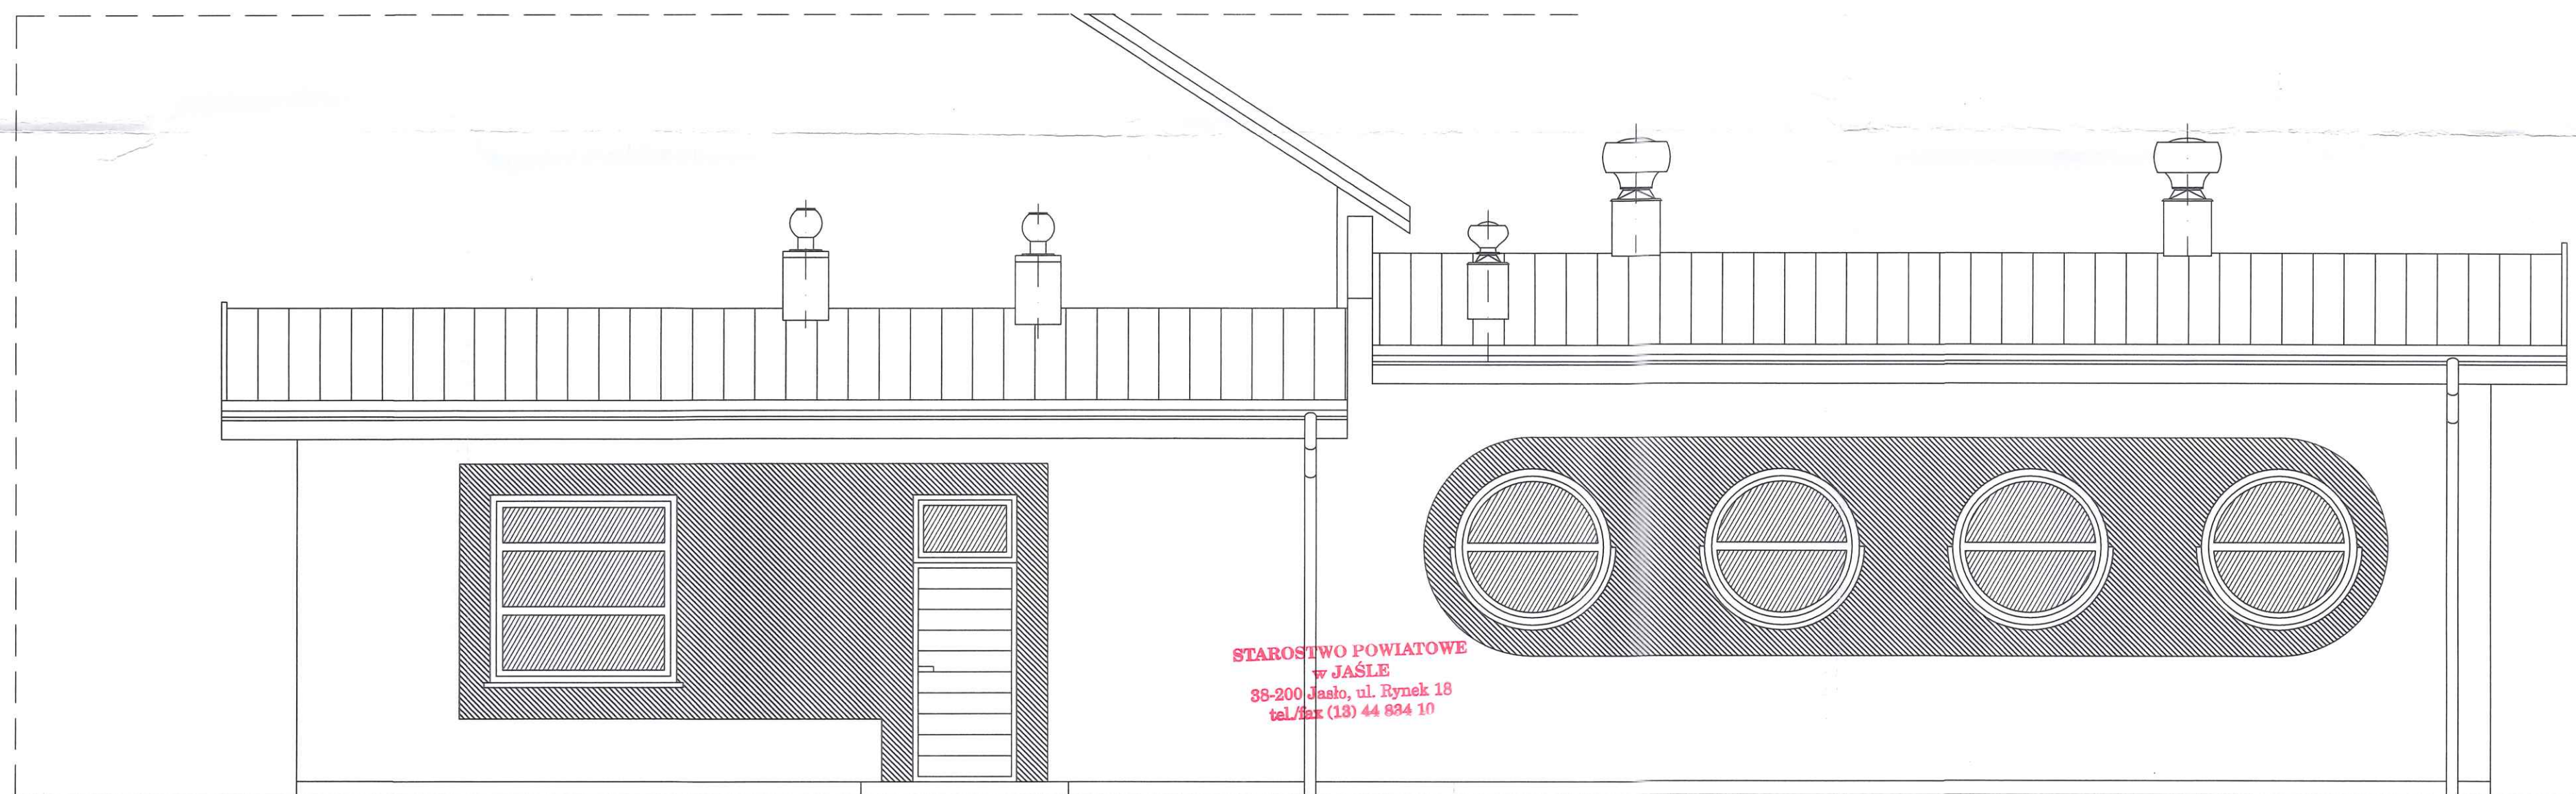 STAROSTWO POWIATOWE
w JAŚLE
38-200 Jasło, ul. Rynek 18
tel./fax (13) 44 834 10